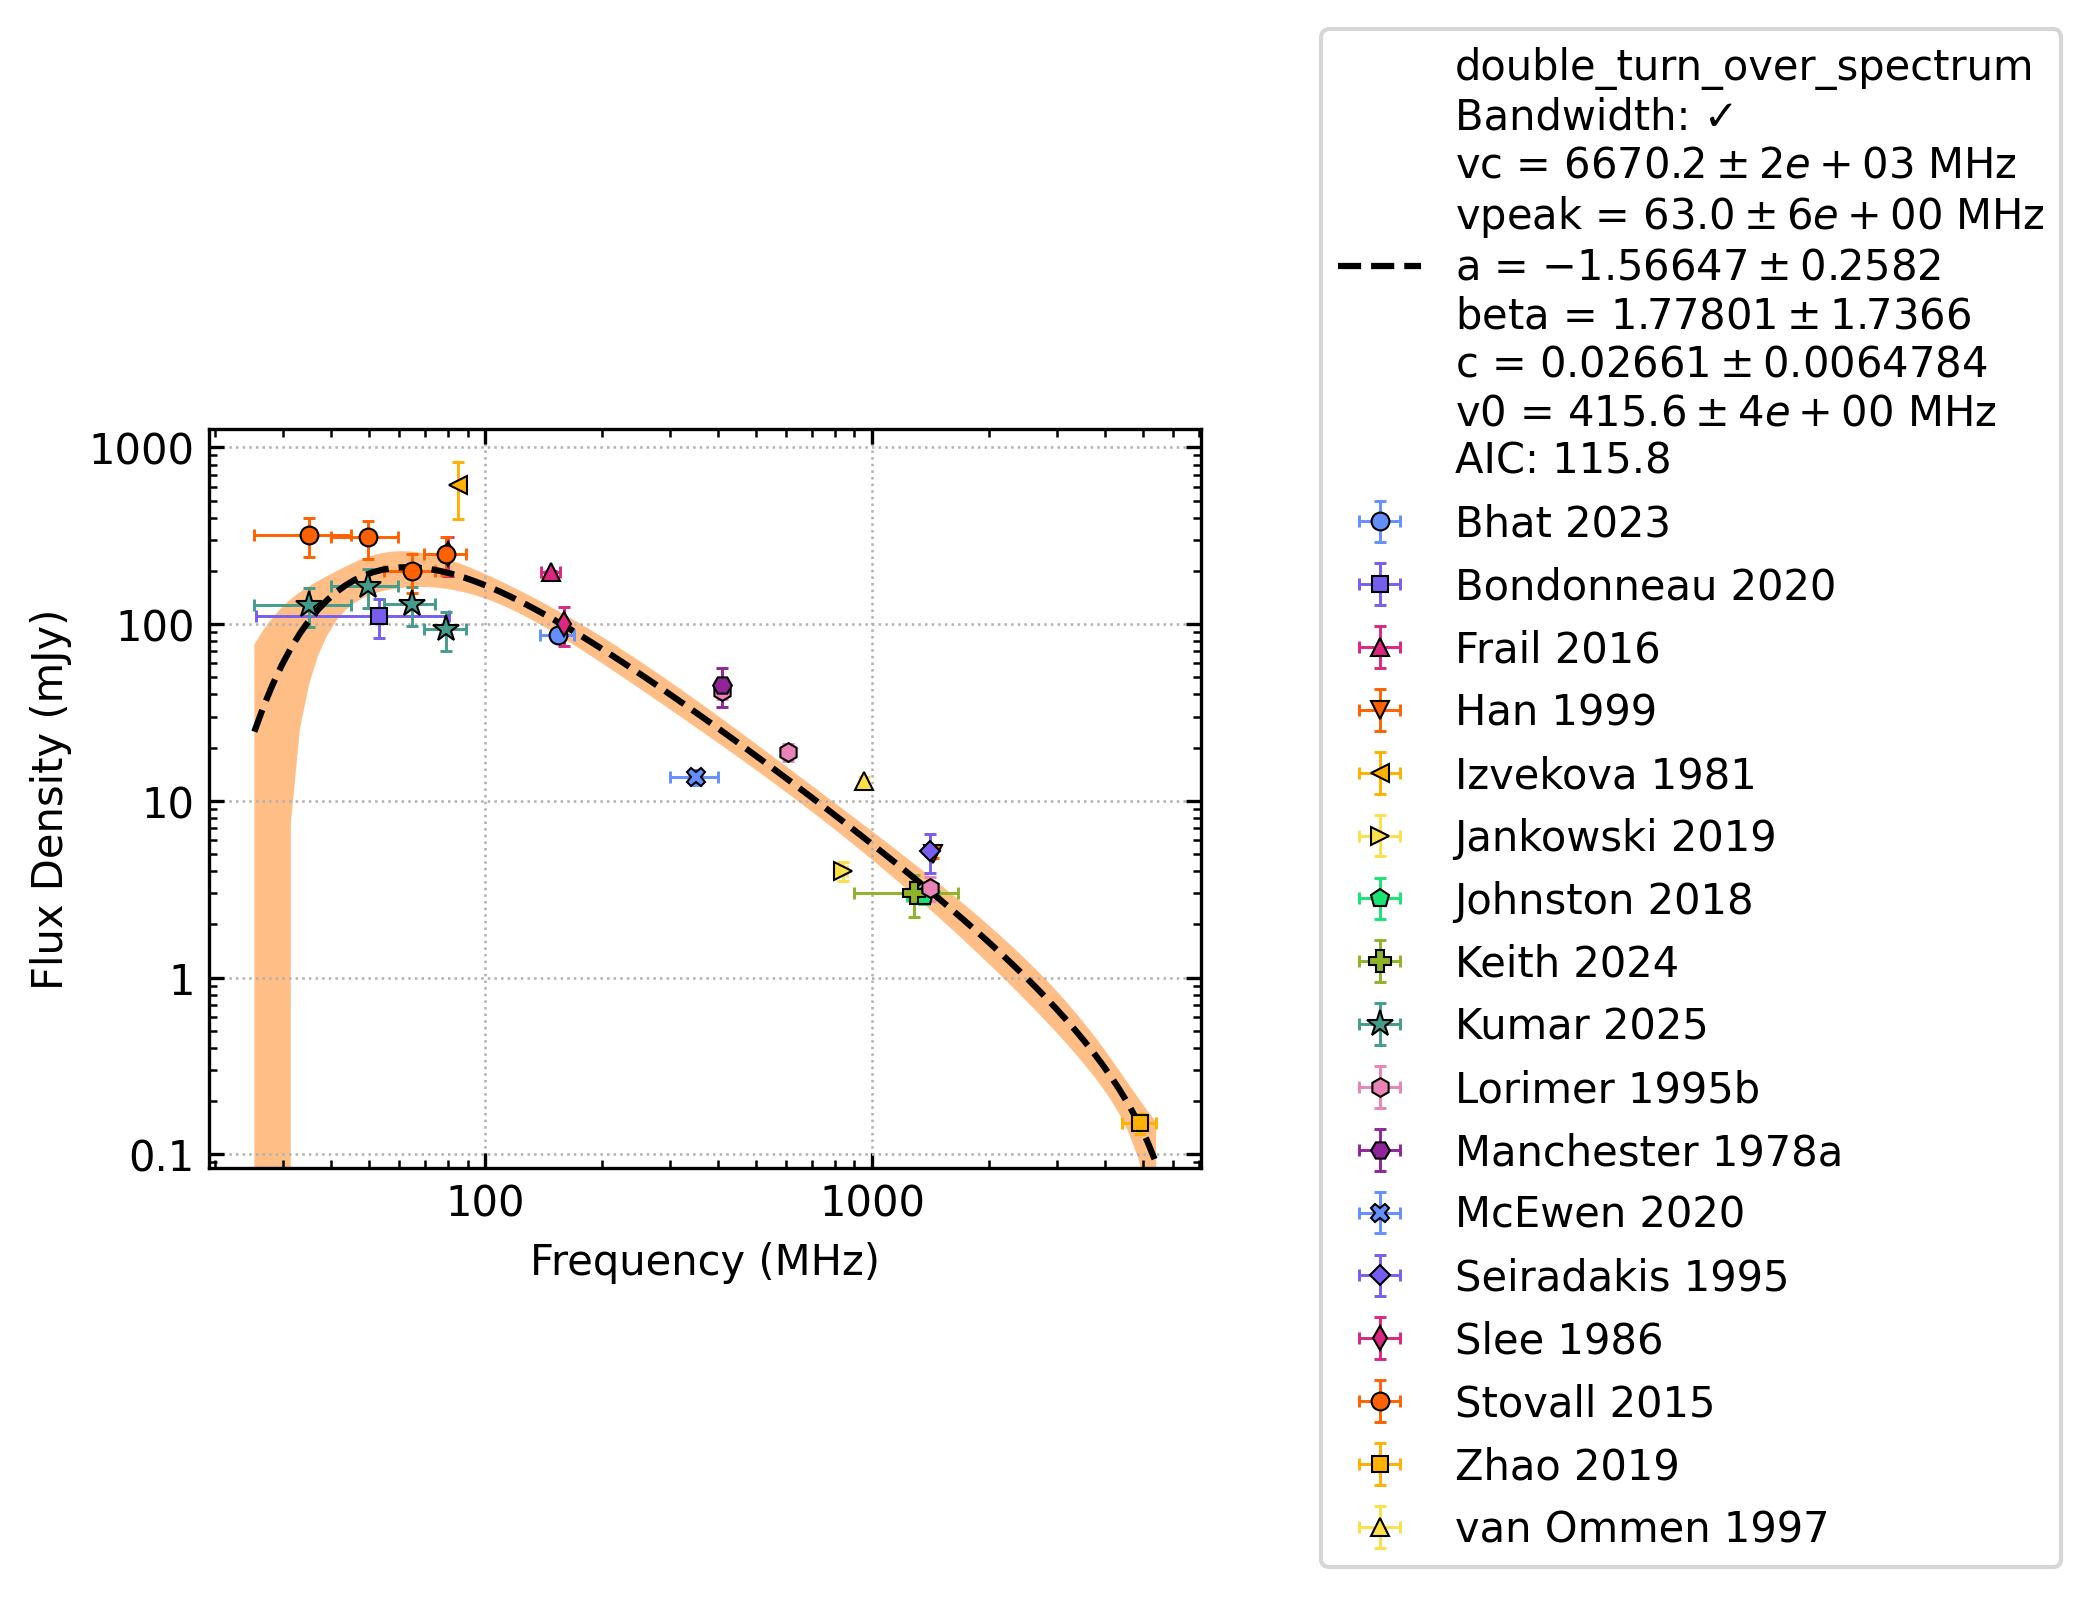 double_turn_over_spectrum
Bandwidth: ✓
vc = 6670.2 ± 2e + 03 MHz
vpeak = 63.0 ± 6e + 00 MHz
a = −1.56647 ± 0.2582
beta = 1.77801 ± 1.7366
c = 0.02661 ± 0.0064784
v0 = 415.6 ± 4e + 00 MHz
AIC: 115.8
Bhat 2023
Bondonneau 2020
Frail 2016
Han 1999
Izvekova 1981
Jankowski 2019
Johnston 2018
Keith 2024
Kumar 2025
Lorimer 1995b
Manchester 1978a
McEwen 2020
Seiradakis 1995
Slee 1986
Stovall 2015
Zhao 2019
van Ommen 1997
Flux Density (mJy)
1000
100
10
1
0.1
100
1000
Frequency (MHz)